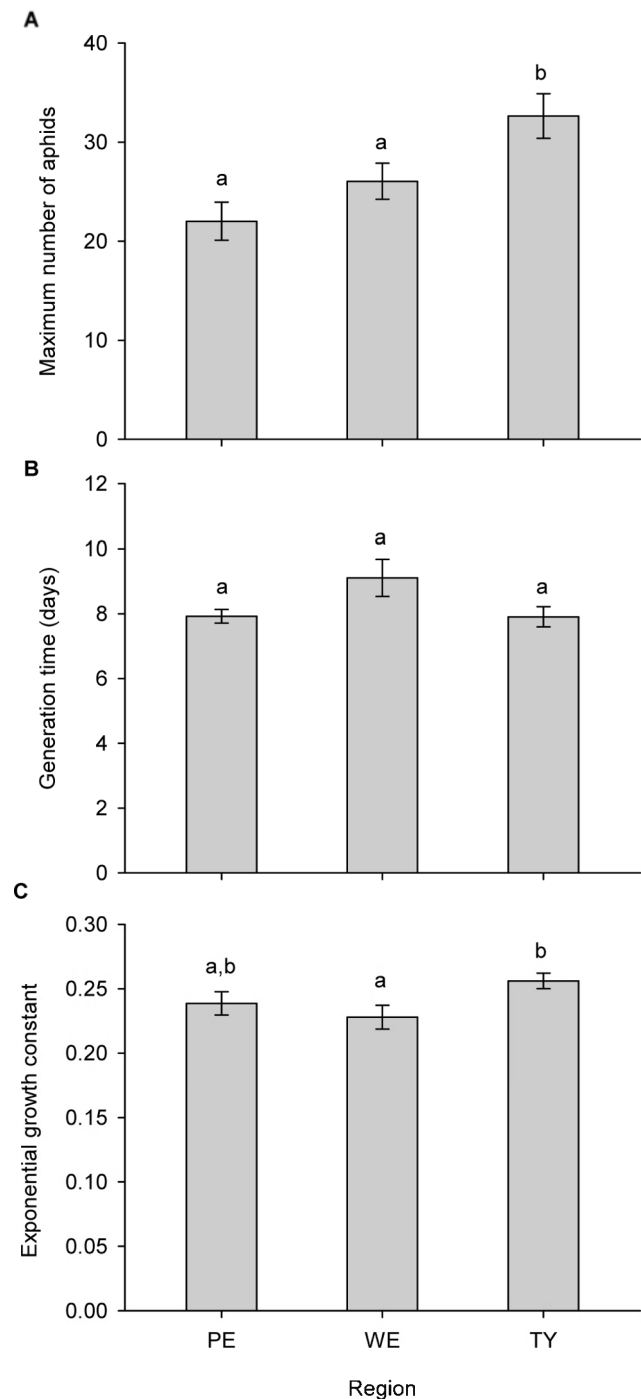 A
Maximum number of aphids
40
30
20
10
0
a
a
b
B
Generation time (days)
12
10
8
6
4
2
0
a
a
a
C
Exponential growth constant
0.30
0.25
0.20
0.15
0.10
0.05
0.00
a,b
a
b
PE WE TY
Region